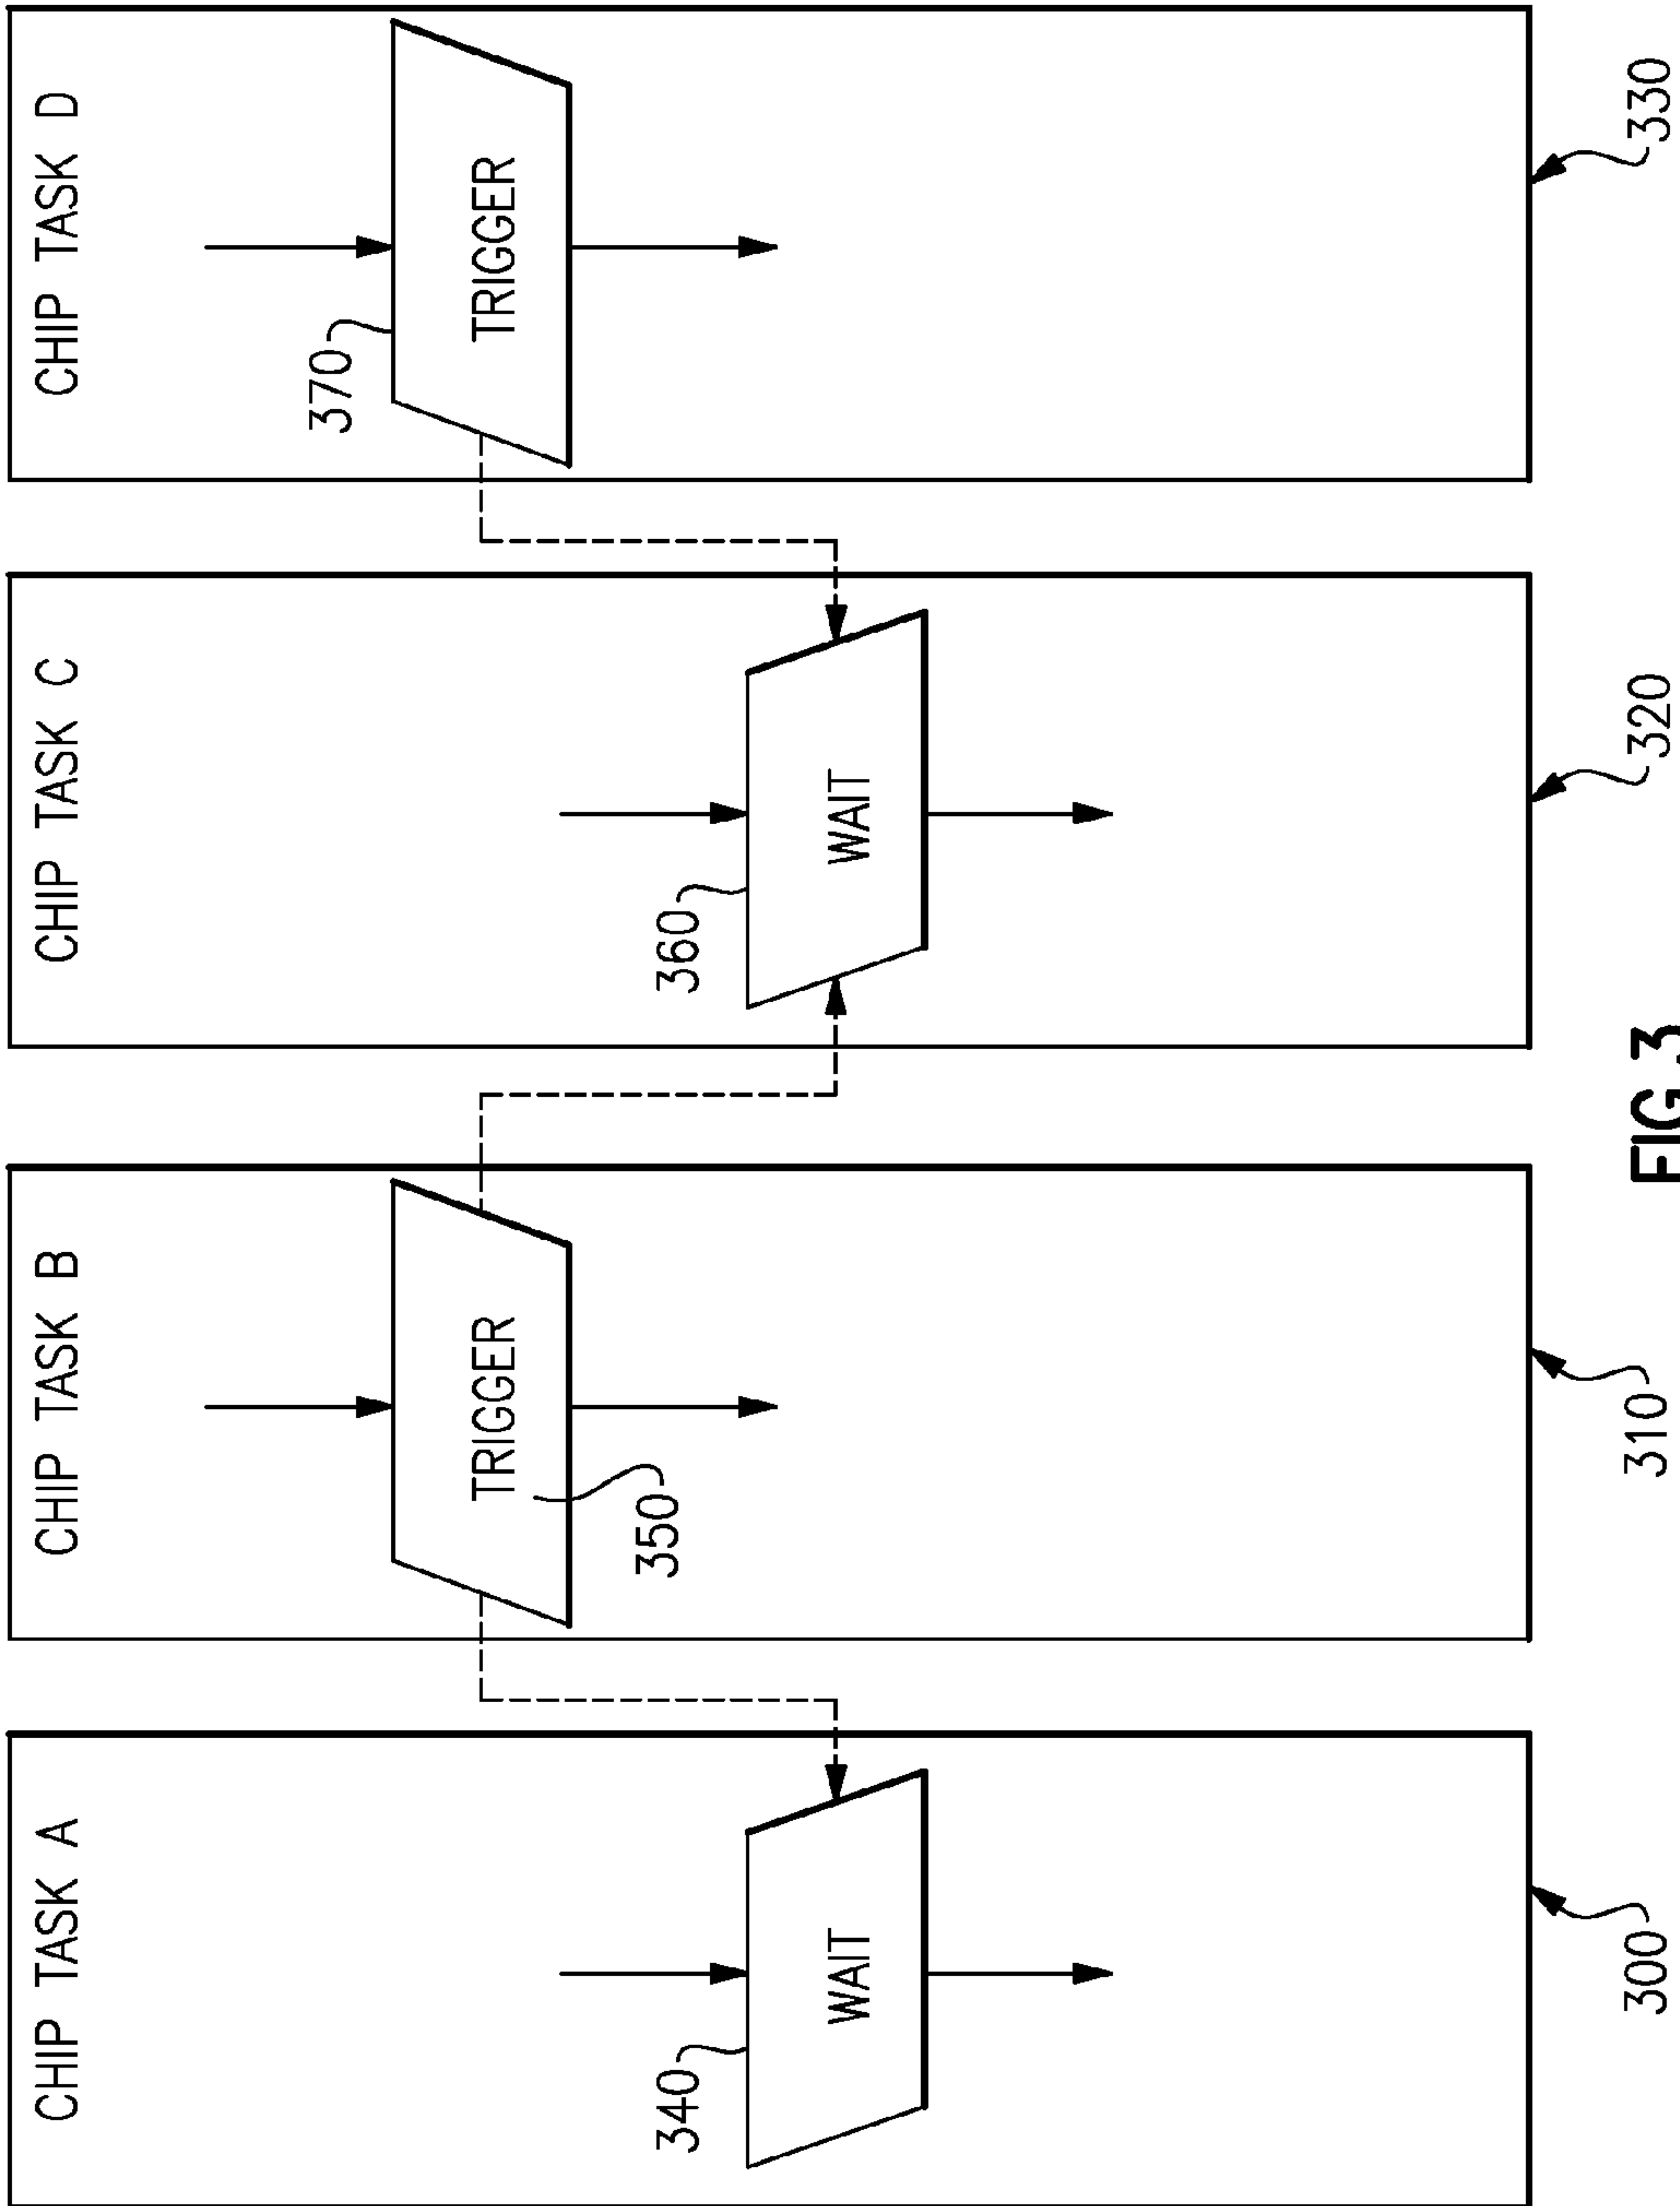 CHIP TASK A
CHIP TASK B
CHIP TASK C
CHIP TASK D
370
TRIGGER
TRIGGER
350
340
WAIT
360
WAIT
300
310
320
330
FIG.3